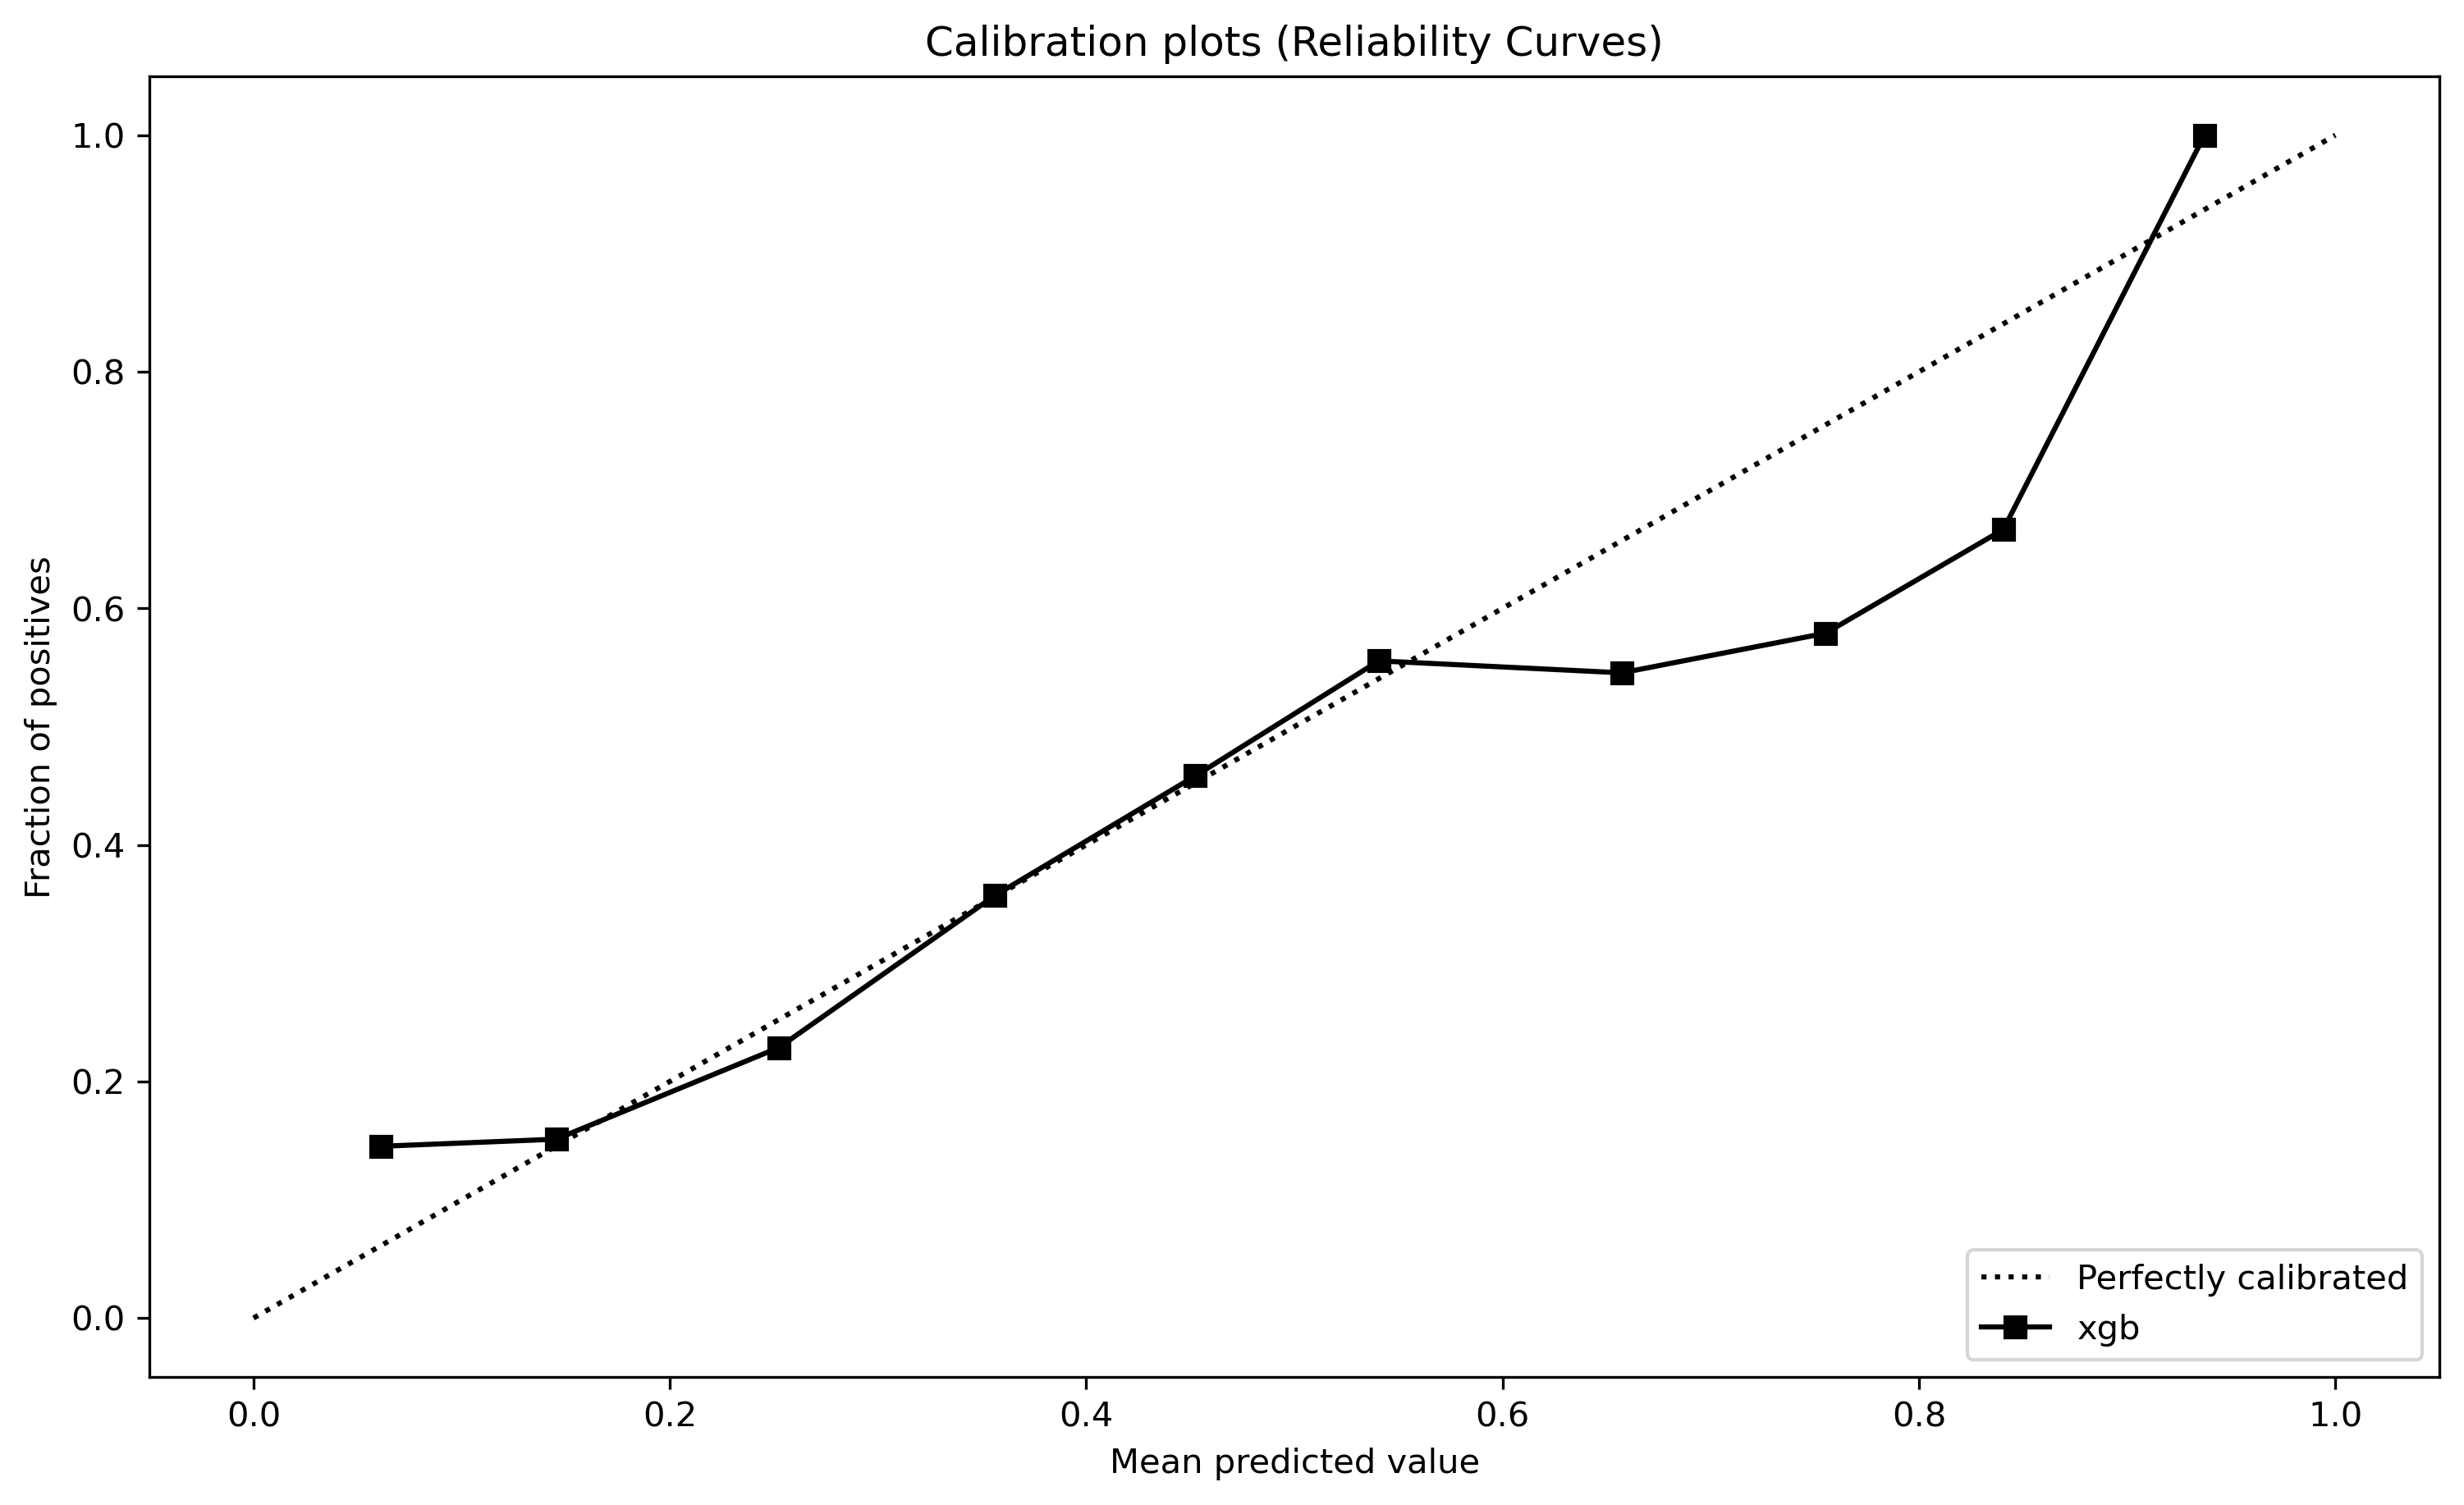 Calibration plots (Reliability Curves)
1.0
0.8
0.6
0.4
0.2
0.0
Fraction of positives
0.0 0.2 0.4 0.6 0.8 1.0
Mean predicted value
Perfectly calibrated
xgb